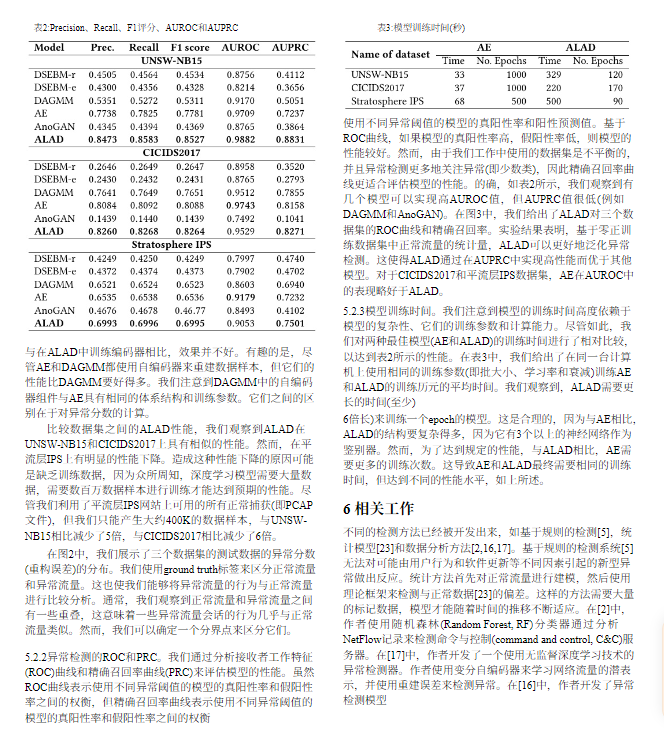 表2:Precision、Recall、F1评分、AUROC和AUPRC
Model Prec. Recall F1 score AUROC AUPRC
UNSW-NB15
DSEBM-r 0.4505 0.4564 0.4534 0.8756 0.4112
DSEBM-e 0.4300 0.4356 0.4328 0.8214 0.3656
DAGMM 0.5351 0.5272 0.5311 0.9170 0.5051
AE 0.7738 0.7825 0.7781 0.9709 0.7237
AnoGAN 0.4345 0.4394 0.4369 0.8765 0.3864
ALAD 0.8473 0.8583 0.8527 0.9882 0.8831
CICIDS2017
DSEBM-r 0.2646 0.2649 0.2647 0.8958 0.3520
DSEBM-e 0.2430 0.2432 0.2431 0.8765 0.2793
DAGMM 0.7641 0.7649 0.7651 0.9512 0.7855
AE 0.8084 0.8092 0.8088 0.9743 0.8158
AnoGAN 0.1439 0.1440 0.1439 0.7492 0.1041
ALAD 0.8260 0.8268 0.8264 0.9529 0.8271
Stratosphere IPS
DSEBM-r 0.4249 0.4250 0.4249 0.7997 0.4740
DSEBM-e 0.4372 0.4374 0.4373 0.7902 0.4702
DAGMM 0.6521 0.6524 0.6523 0.8603 0.6940
AE 0.6535 0.6538 0.6536 0.9179 0.7232
AnoGAN 0.4676 0.4678 0.46.77 0.8493 0.4102
ALAD 0.6993 0.6996 0.6995 0.9053 0.7501
与在ALAD中训练编码器相比，效果并不好。有趣的是，尽
管AE和DAGMM都使用自编码器来重建数据样本，但它们的
性能比DAGMM要好得多。我们注意到DAGMM中的自编码
器组件与AE具有相同的体系结构和训练参数。它们之间的区
别在于对异常分数的计算。
比较数据集之间的ALAD性能，我们观察到ALAD在
UNSW-NB15和CICIDS2017上具有相似的性能。然而，在平
流层IPS上有明显的性能下降。造成这种性能下降的原因可能
是缺乏训练数据，因为众所周知，深度学习模型需要大量数
据，需要数百万数据样本进行训练才能达到预期的性能。尽
管我们利用了平流层IPS网站上可用的所有正常捕获(即PCAP
文件)，但我们只能产生大约400K的数据样本，与UNSW-
NB15相比减少了5倍，与CICIDS2017相比减少了6倍。
在图2中，我们展示了三个数据集的测试数据的异常分数
(重构误差)的分布。我们使用ground truth标签来区分正常流量
和异常流量。这也使我们能够将异常流量的行为与正常流量
进行比较分析。通常，我们观察到正常流量和异常流量之间
有一些重叠，这意味着一些异常流量会话的行为几乎与正常
流量类似。然而，我们可以确定一个分界点来区分它们。
5.2.2异常检测的ROC和PRC。我们通过分析接收者工作特征
(ROC)曲线和精确召回率曲线(PRC)来评估模型的性能。虽然
ROC曲线表示使用不同异常阈值的模型的真阳性率和假阳性
率之间的权衡，但精确召回率曲线表示使用不同异常阈值的
模型的真阳性率和假阳性率之间的权衡
表3:模型训练时间(秒)
Name of dataset AE ALAD
Time No. Epochs Time No. Epochs
UNSW-NB15 33 1000 329 120
CICIDS2017 37 1000 220 170
Stratosphere IPS 68 500 500 90
使用不同异常阈值的模型的真阳性率和阳性预测值。基于
ROC曲线，如果模型的真阳性率高，假阳性率低，则模型的
性能较好。然而，由于我们工作中使用的数据集是不平衡的，
并且异常检测更多地关注异常(即少数类)，因此精确召回率曲
线更适合评估模型的性能。的确，如表2所示，我们观察到有
几个模型可以实现高AUROC值，但AUPRC值很低(例如
DAGMM和AnoGAN)。在图3中，我们给出了ALAD对三个数
据集的ROC曲线和精确召回率。实验结果表明，基于零正训
练数据集中正常流量的统计量，ALAD可以更好地泛化异常
检测。这使得ALAD通过在AUPRC中实现高性能而优于其他
模型。对于CICIDS2017和平流层IPS数据集，AE在AUROC中
的表现略好于ALAD。
5.2.3模型训练时间。我们注意到模型的训练时间高度依赖于
模型的复杂性、它们的训练参数和计算能力。尽管如此，我
们对两种最佳模型(AE和ALAD)的训练时间进行了相对比较，
以达到表2所示的性能。在表3中，我们给出了在同一台计算
机上使用相同的训练参数(即批大小、学习率和衰减)训练AE
和ALAD的训练历元的平均时间。我们观察到，ALAD需要更
长的时间(至少)
6倍长)来训练一个epoch的模型。这是合理的，因为与AE相比，
ALAD的结构要复杂得多，因为它有3个以上的神经网络作为
鉴别器。然而，为了达到规定的性能，与ALAD相比，AE需
要更多的训练次数。这导致AE和ALAD最终需要相同的训练
时间，但达到不同的性能水平，如上所述。
6 相关工作
不同的检测方法已经被开发出来，如基于规则的检测[5]，统
计模型[23]和数据分析方法[2,16,17]。基于规则的检测系统[5]
无法对可能由用户行为和软件更新等不同因素引起的新型异
常做出反应。统计方法首先对正常流量进行建模，然后使用
理论框架来检测与正常数据[23]的偏差。这样的方法需要大量
的标记数据，模型才能随着时间的推移不断适应。在[2]中，
作者使用随机森林(Random Forest, RF)分类器通过分析
NetFlow记录来检测命令与控制(command and control, C&C)服
务器。在[17]中，作者开发了一个使用无监督深度学习技术的
异常检测器。作者使用变分自编码器来学习网络流量的潜表
示，并使用重建误差来检测异常。在[16]中，作者开发了异常
检测模型